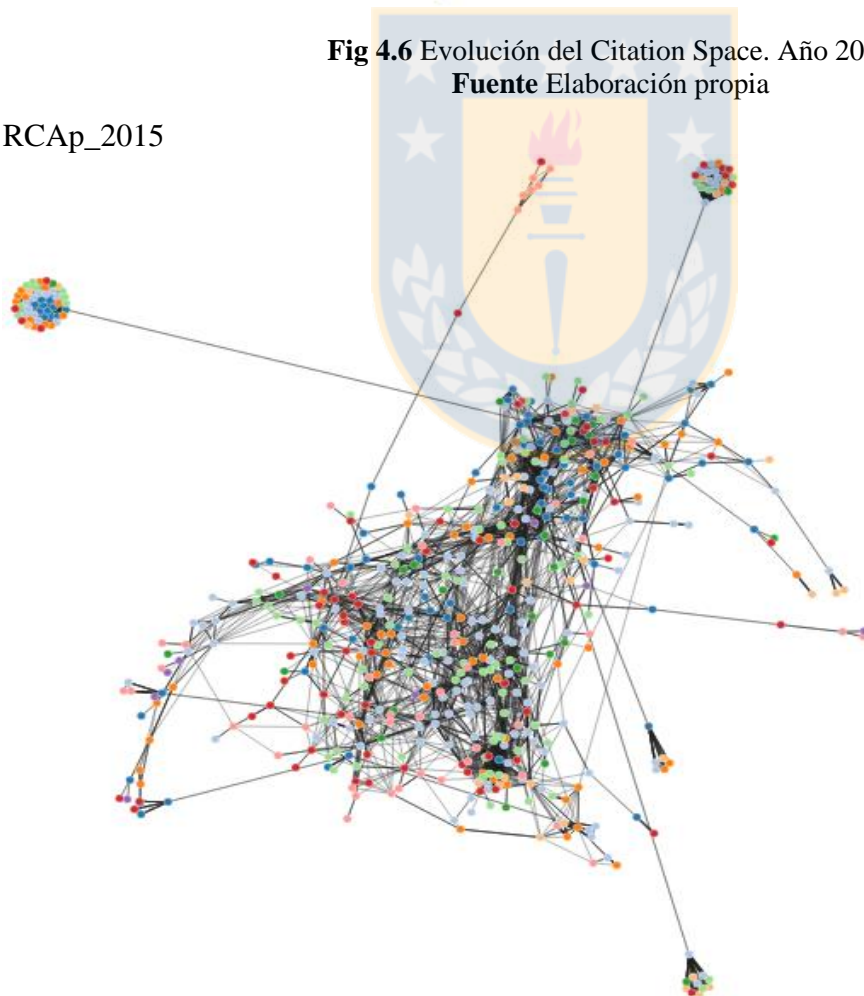 Fig 4.6 Evolución del Citation Space. Año 20
Fuente Elaboración propia
RCAp_2015